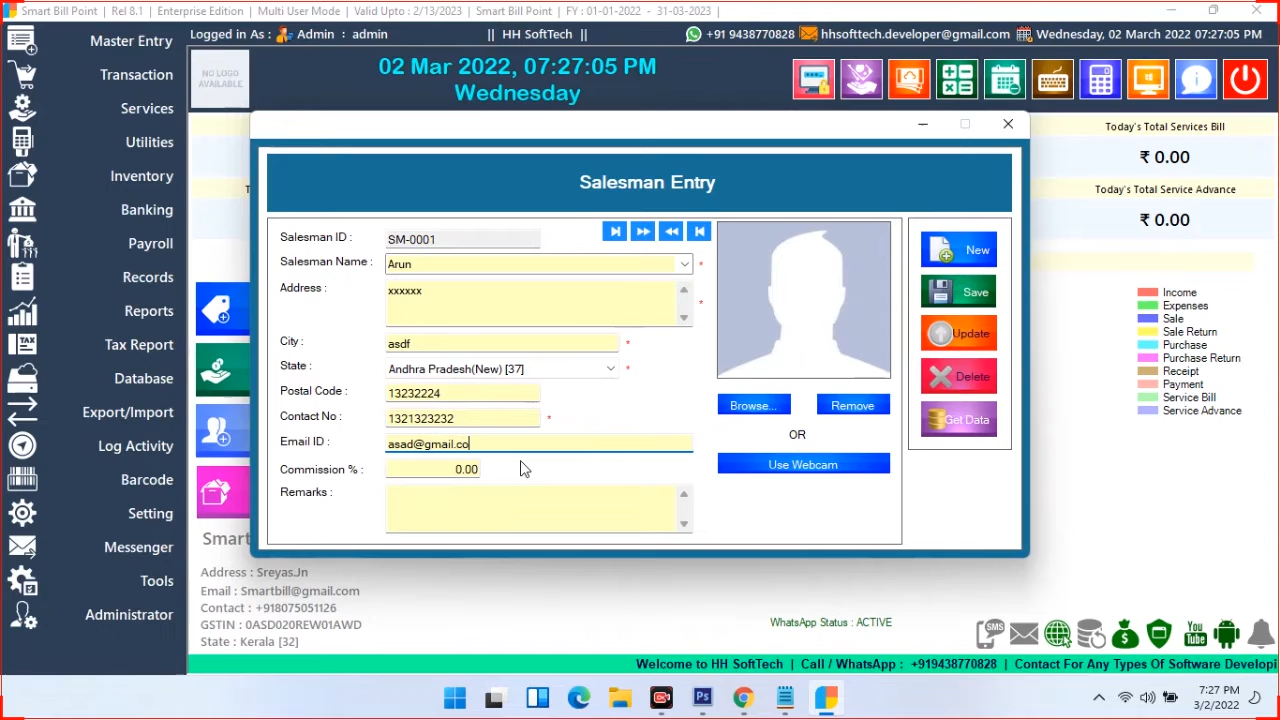 Smart Bill Point | Rel 8.1 | Enterprise Edition | Multi User Mode | Valid Upto : 2/13/2023 | Smart Bill Point | FY : 01-01-2022 - 31-03-2023 |
Logged in As : Admin : admin || HH SoftTech || +91 9438770828 hhsofttech.developer@gmail.com Wednesday, 02 March 2022, 07:27:05 PM
Master Entry
Transaction
Services
Utilities
Inventory
Banking
Payroll
Records
Reports
Tax Report
Database
Export/Import
Log Activity
Barcode
Setting
Messenger
Tools
Administrator
NO LOGO
AVAILABLE
02 Mar 2022, 07:27:05 PM
Wednesday
Today's Total Services Bill
₹ 0.00
Today's Total Service Advance
₹ 0.00
Salesman Entry
Salesman ID : SM-0001
Salesman Name : Arun *
Address : xxxxxx *
City : asdf *
State : Andhra Pradesh(New) [37] *
Postal Code : 13232224
Contact No : 1321323232 *
Email ID : asad@gmail.co
Commission % : 0.00
Remarks :
Browse... Remove
OR
Use Webcam
New
Save
Update
Delete
Get Data
Income
Expenses
Sale
Sale Return
Purchase
Purchase Return
Receipt
Payment
Service Bill
Service Advance
Smart
Address : Sreyas.Jn
Email : Smartbill@gmail.com
Contact : +918075051126
GSTIN : 0ASD020REW01AWD
State : Kerala [32]
WhatsApp Status : ACTIVE
SMS
You
Tube
Welcome to HH SoftTech | Call / WhatsApp : +919438770828 | Contact For Any Types Of Software Developi
Ps
7:27 PM
3/2/2022